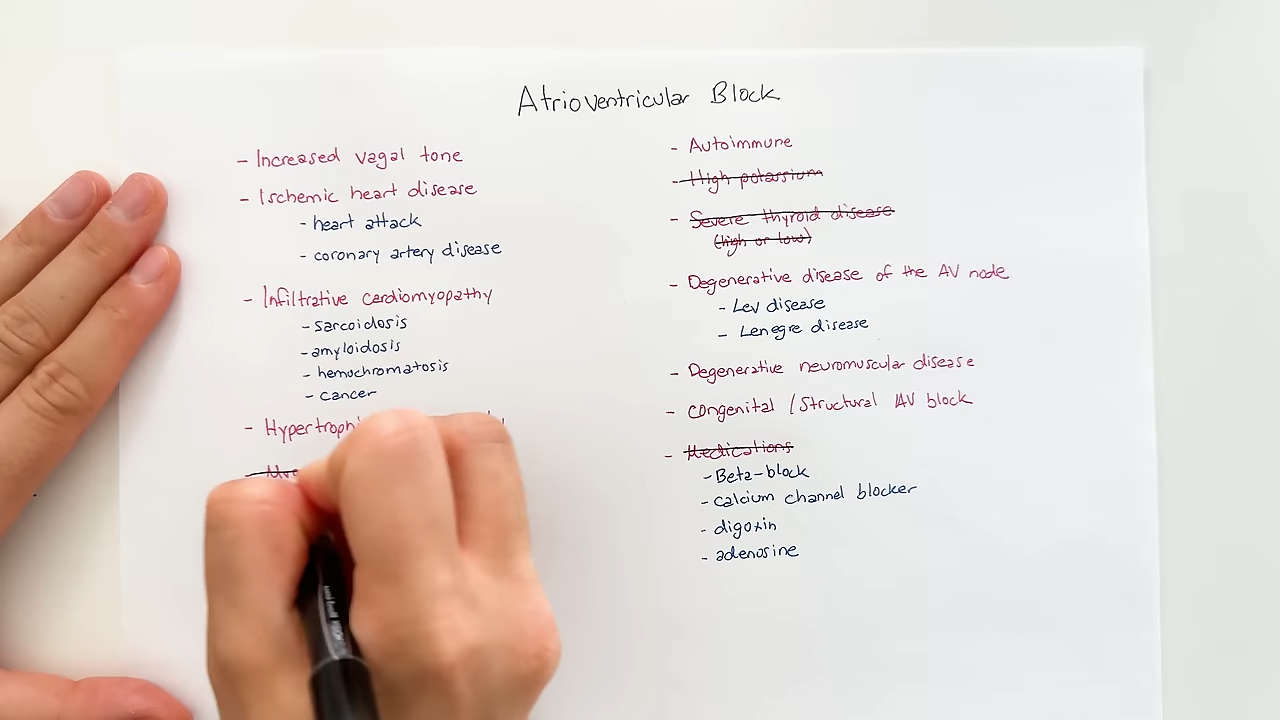 Atrioventricular Block
- Increased vagal tone
- Ischemic heart disease
- heart attack
- coronary artery disease
- Infiltrative cardiomyopathy
- sarcoidosis
- amyloidosis
- hemochromatosis
- cancer
- Autoimmune
- High potassium
- Severe thyroid disease
(high or low)
- Degenerative disease of the AV node
- Lev disease
- Lenegre disease
- Degenerative neuromuscular disease
- Congenital / Structural AV block
- Medications
- Beta-block
- calcium channel blocker
- digoxin
- adenosine